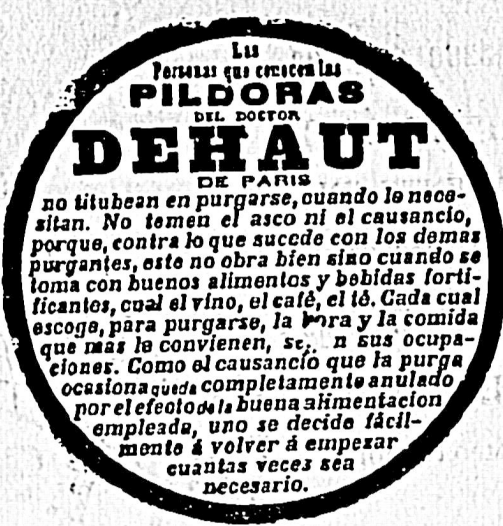 Las
Personas que conocen las
PILDORAS
DEL DOCTOR
DEHAUT
DE PARIS
no titubean en purgarse, cuando lo nece-
sitan. No temen el asco ni el causancio,
porque, contra lo que sucede con los demas
purgantes, este no obra bien sino cuando se
toma con buenos alimentos y bebidas forti-
ficantes, cual el vino, el café, el té. Cada cual
escoge, para purgarse, la hora y la comida
que mas le convienen, sus ocupa-
ciones. Como el causancio que la purga
ocasiona queda completamente anulado
por el efecto de la buena alimentacion
empleada, uno se decide fácil-
mente á volver á empezar
cuantas veces sea
necesario.